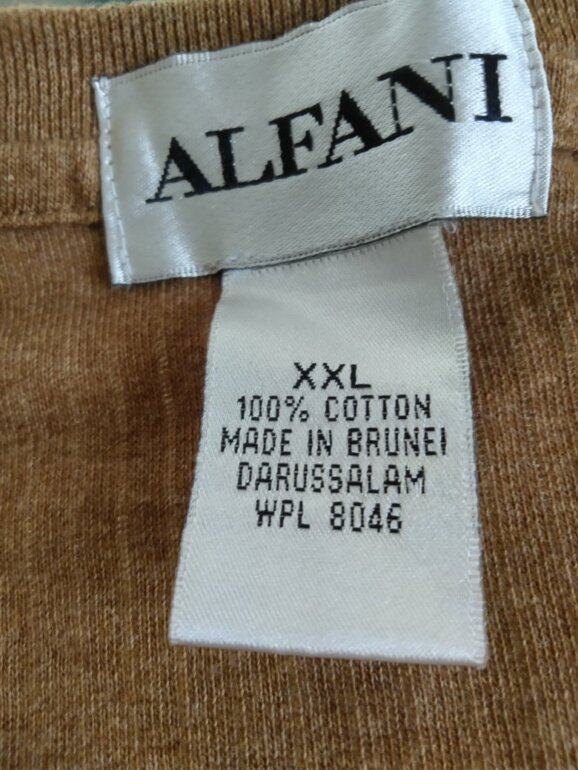 ALFANI
XXL
100% COTTON
MADE IN BRUNEI
DARUSSALAM
WPL 8046